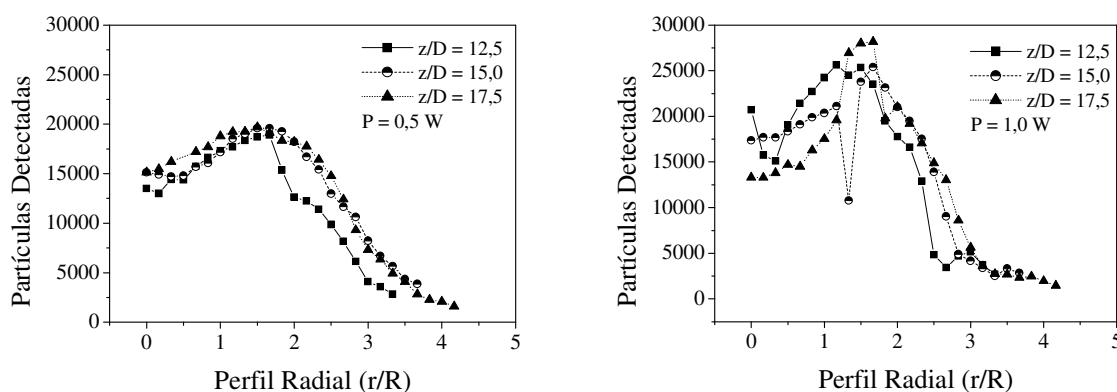 30000
25000
20000
15000
10000
5000
0
Partículas Detectadas
z/D = 12,5
z/D = 15,0
z/D = 17,5
P = 0,5 W
0 1 2 3 4 5
Perfil Radial (r/R)
30000
25000
20000
15000
10000
5000
0
Partículas Detectadas
z/D = 12,5
z/D = 15,0
z/D = 17,5
P = 1,0 W
0 1 2 3 4 5
Perfil Radial (r/R)